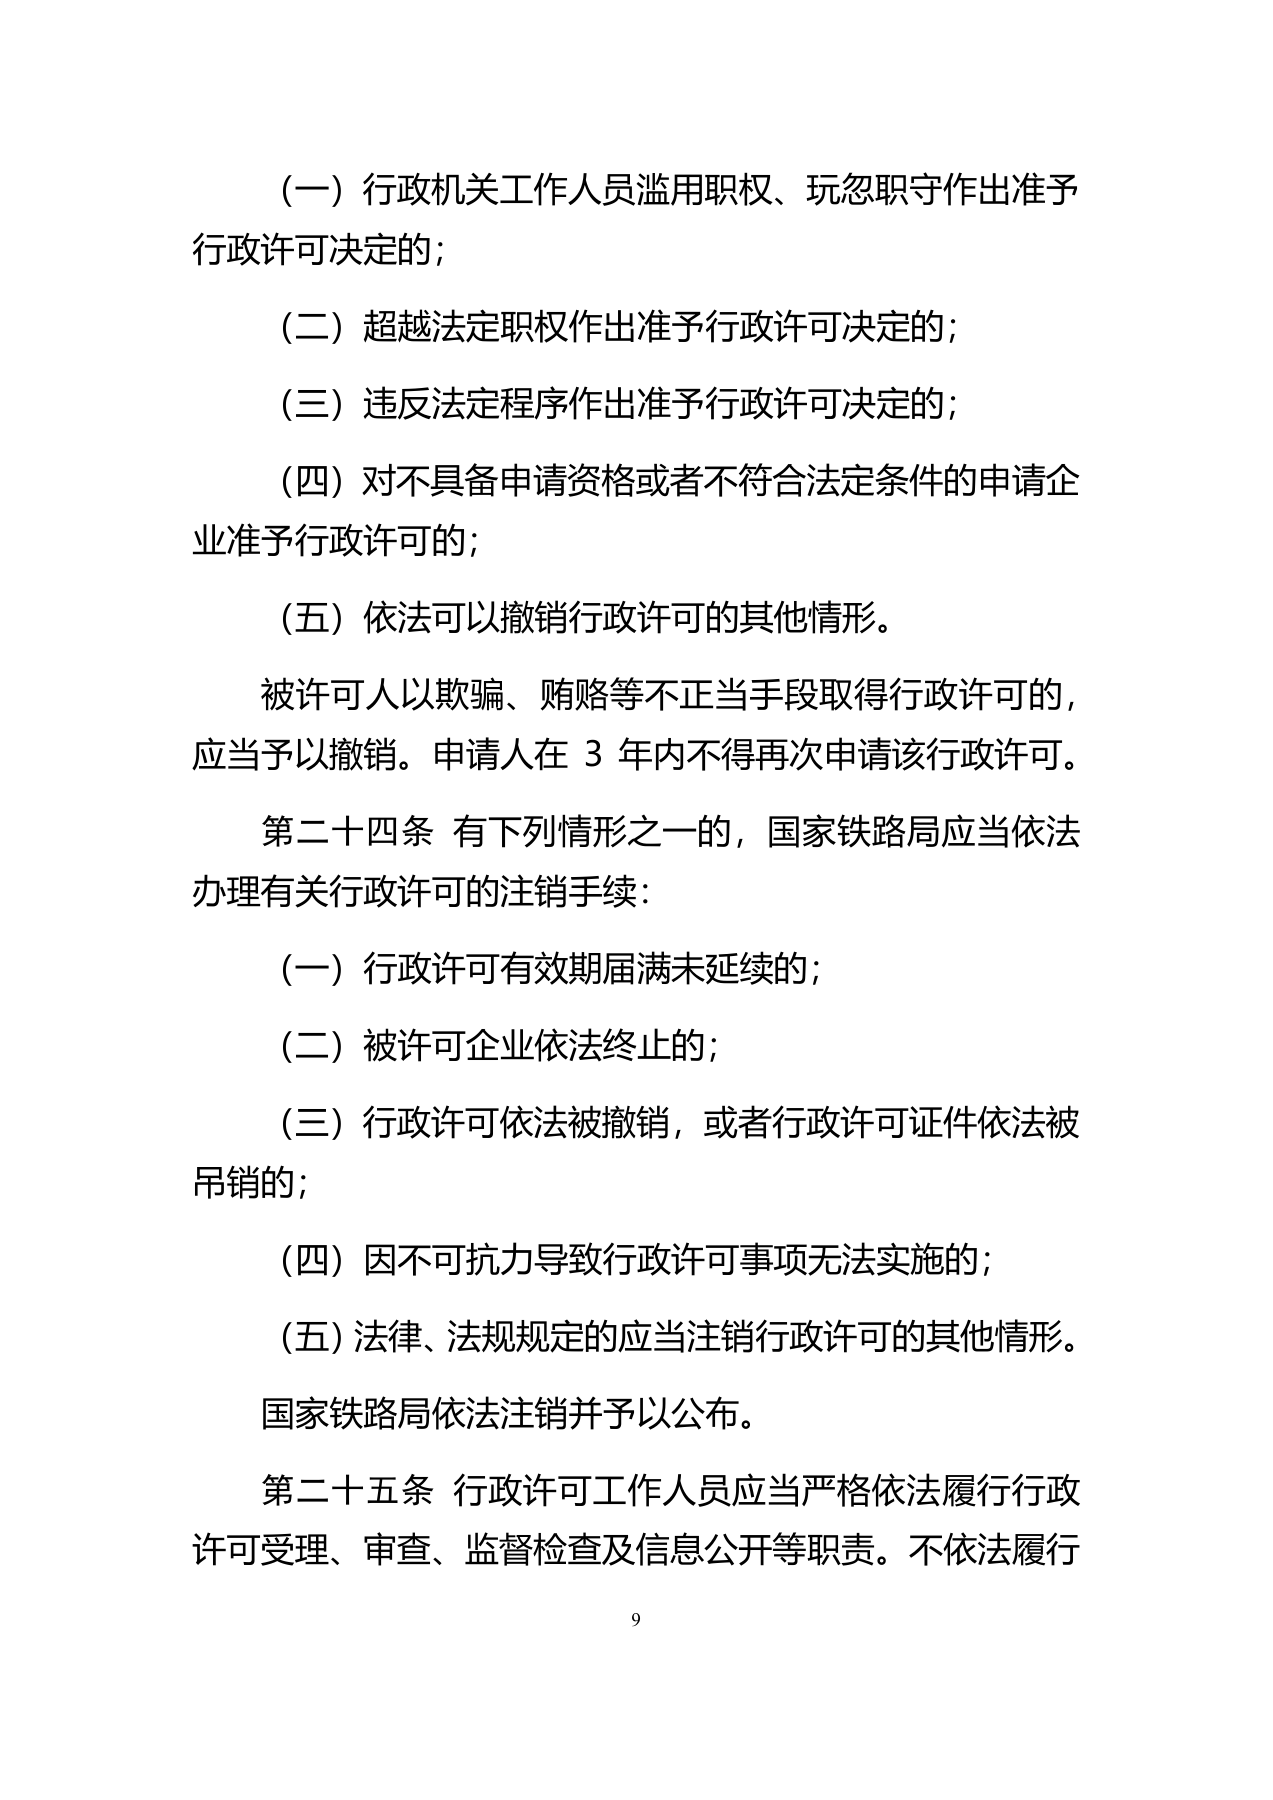 （一）行政机关工作人员滥用职权、玩忽职守作出准予
行政许可决定的；
（二）超越法定职权作出准予行政许可决定的；
（三）违反法定程序作出准予行政许可决定的；
（四）对不具备申请资格或者不符合法定条件的申请企
业准予行政许可的；
（五）依法可以撤销行政许可的其他情形。
被许可人以欺骗、贿赂等不正当手段取得行政许可的，
应当予以撤销。申请人在 3 年内不得再次申请该行政许可。
第二十四条 有下列情形之一的，国家铁路局应当依法
办理有关行政许可的注销手续：
（一）行政许可有效期届满未延续的；
（二）被许可企业依法终止的；
（三）行政许可依法被撤销，或者行政许可证件依法被
吊销的；
（四）因不可抗力导致行政许可事项无法实施的；
（五）法律、法规规定的应当注销行政许可的其他情形。
国家铁路局依法注销并予以公布。
第二十五条 行政许可工作人员应当严格依法履行行政
许可受理、审查、监督检查及信息公开等职责。不依法履行
9